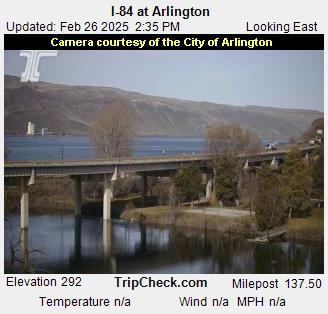 I-84 at Arlington
Updated: Feb 26 2025 2:35 PM Looking East
Camera courtesy of the City of Arlington
Elevation 292 TripCheck.com Milepost 137.50
Temperature n/a Wind n/a MPH n/a